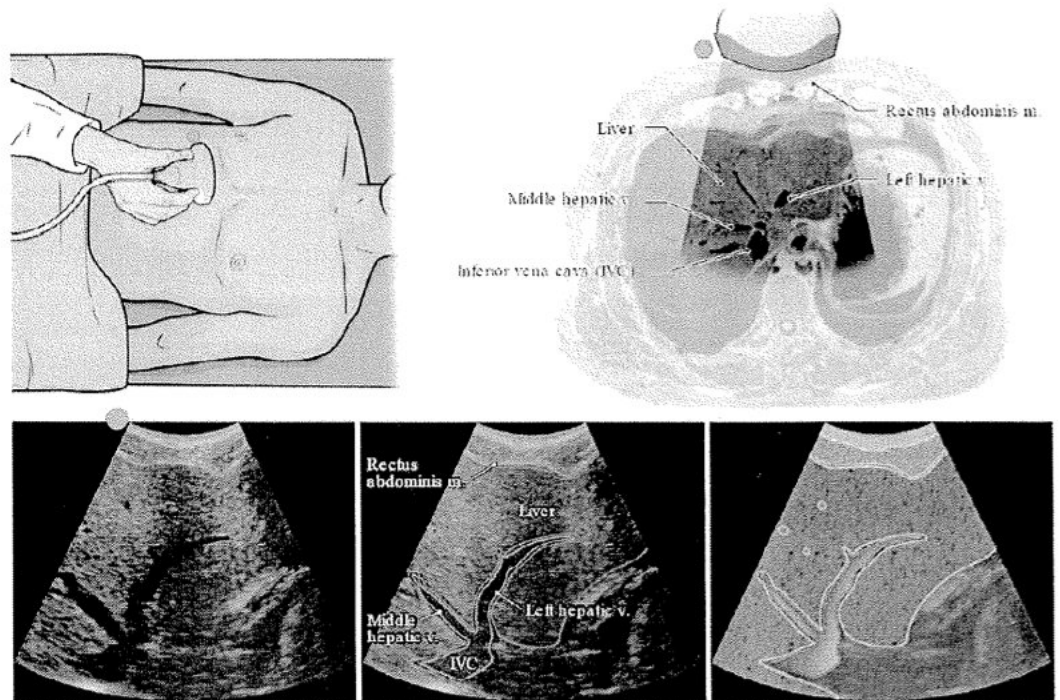 Rectus abdominis m.
Liver
Left hepatic v.
Middle hepatic v.
Inferior vena cava (IVC)
Rectus
abdominis m.
Liver
Left hepatic v.
Middle
hepatic v.
IVC